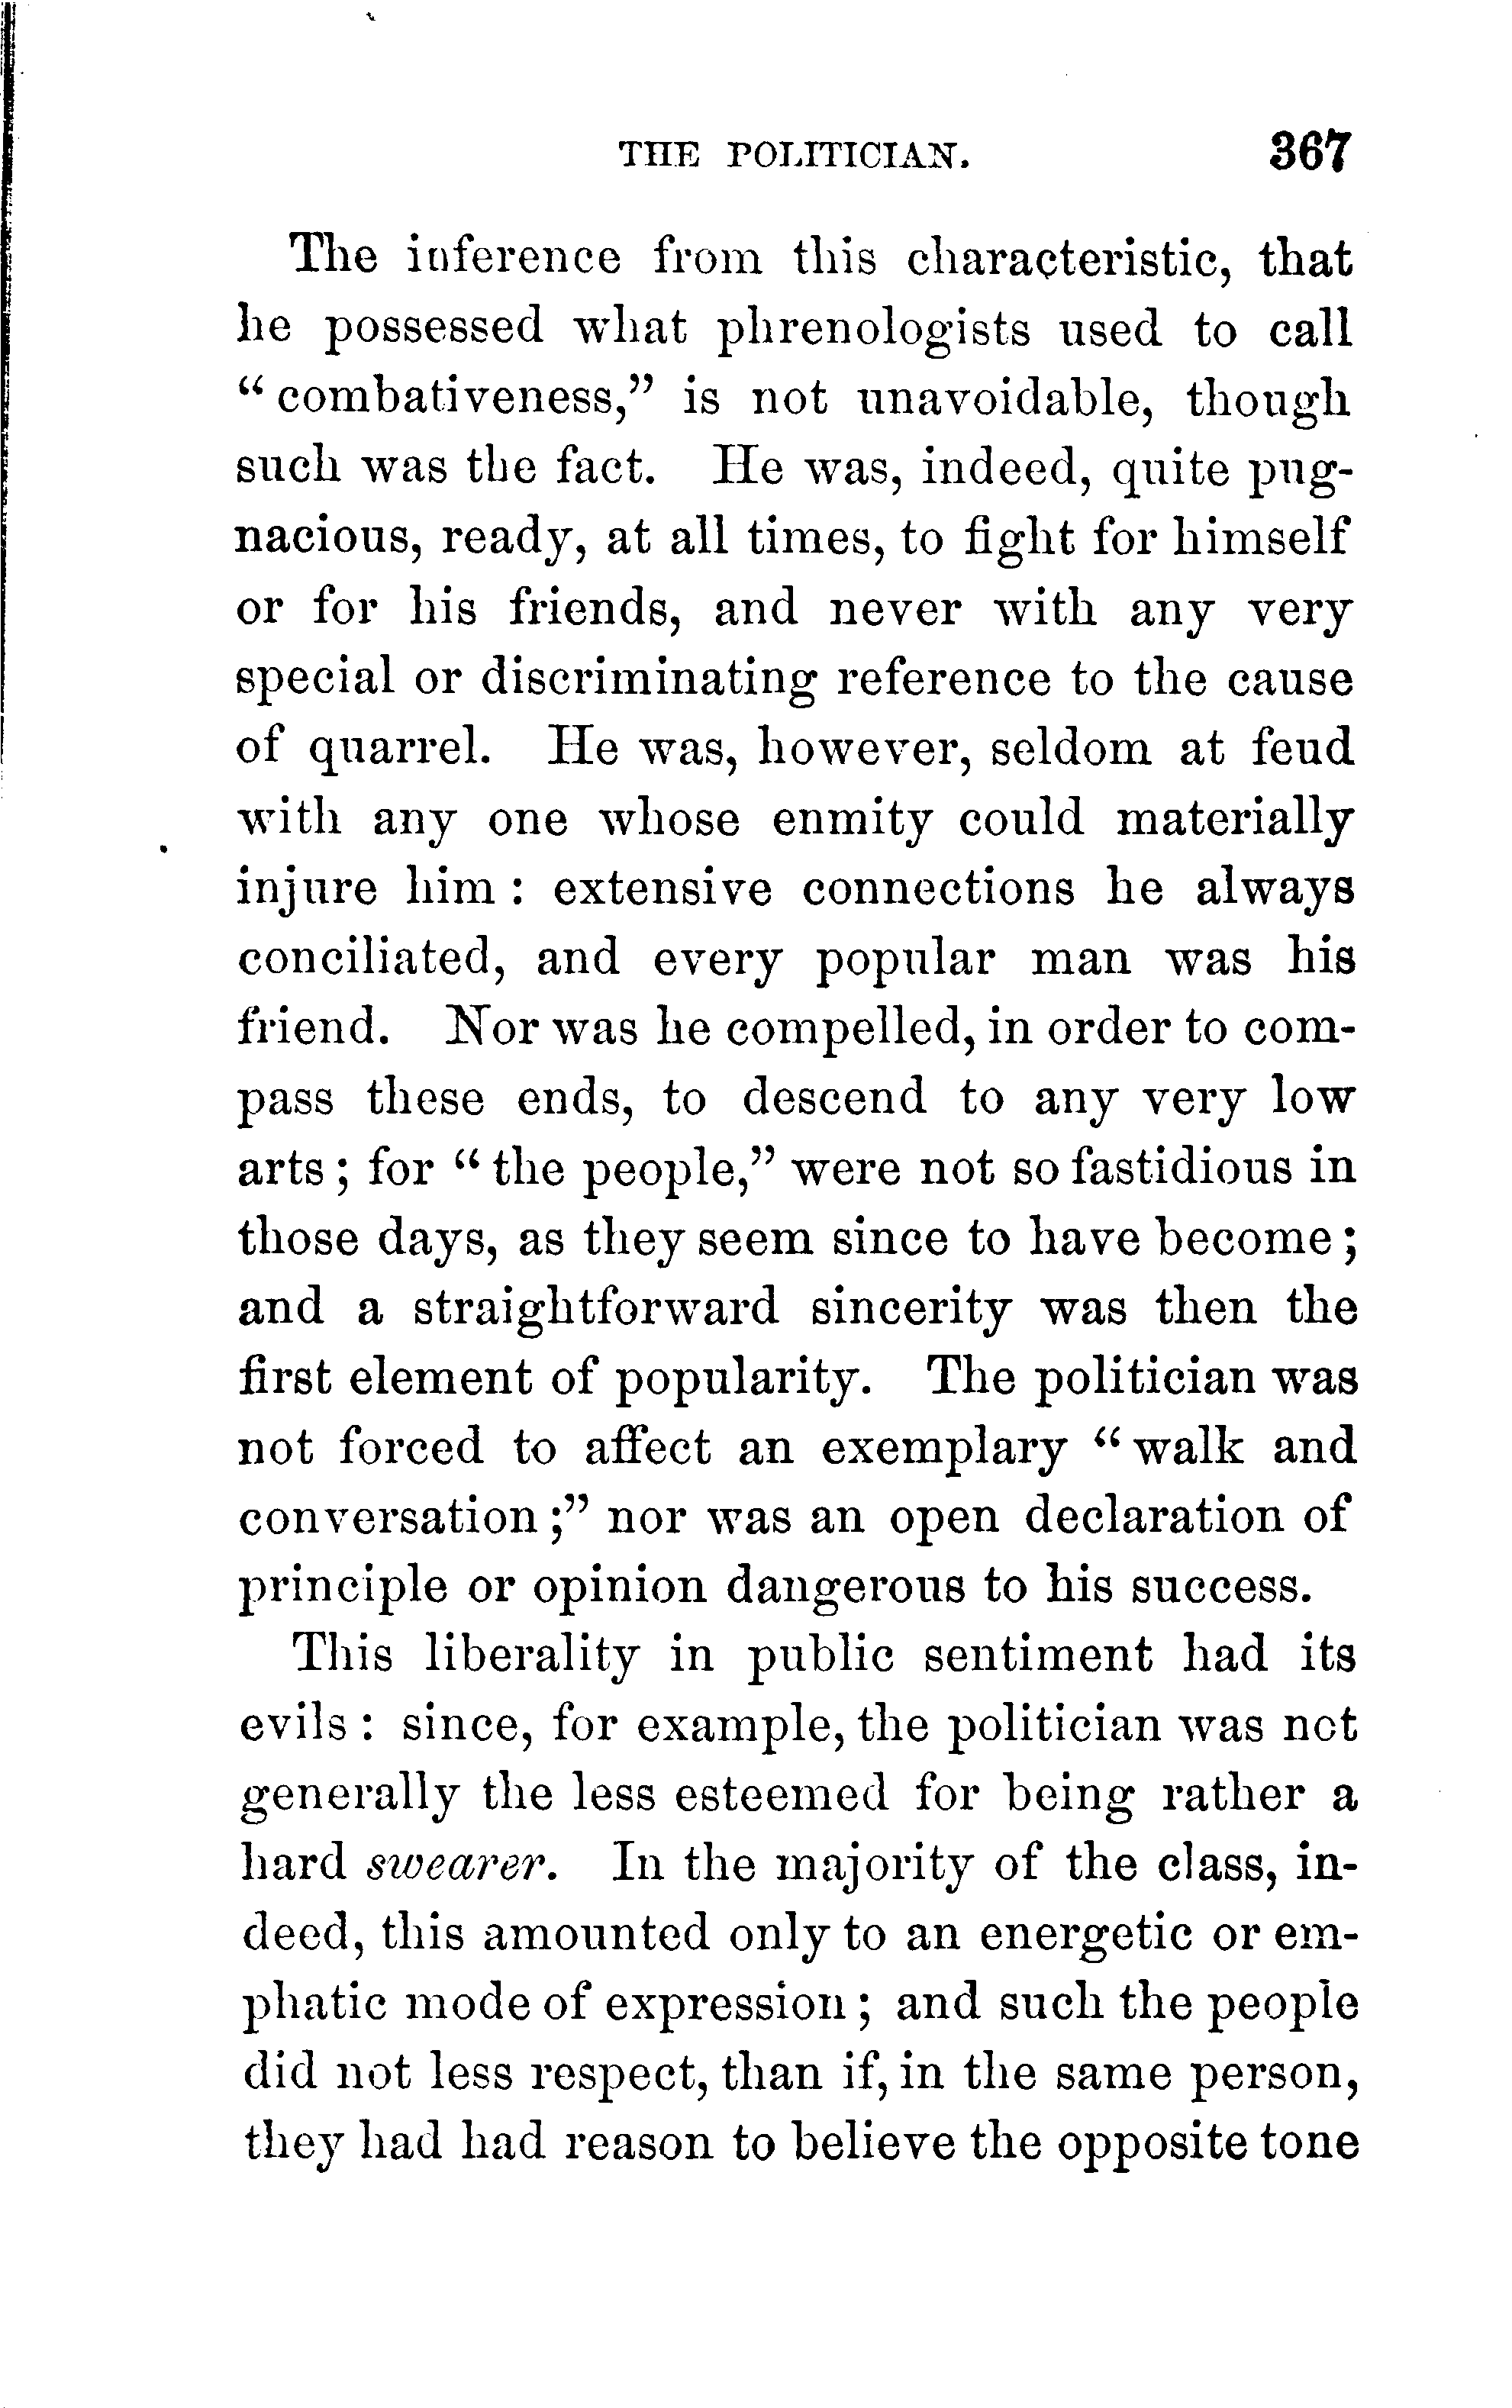 THE POLITICIAN. 367
The inference from this characteristic, that
he possessed what phrenologists used to call
“combativeness,” is not unavoidable, though
such was the fact. He was, indeed, quite pug-
nacious, ready, at all times, to fight for himself
or for his friends, and never with any very
special or discriminating reference to the cause
of quarrel. He was, however, seldom at feud
with any one whose enmity could materially
injure him : extensive connections he always
conciliated, and every popular man was his
friend. Nor was he compelled, in order to com-
pass these ends, to descend to any very low
arts ; for “the people,” were not so fastidious in
those days, as they seem since to have become ;
and a straightforward sincerity was then the
first element of popularity. The politician was
not forced to affect an exemplary “walk and
conversation ;” nor was an open declaration of
principle or opinion dangerous to his success.
This liberality in public sentiment had its
evils : since, for example, the politician was not
generally the less esteemed for being rather a
hard swearer. In the majority of the class, in-
deed, this amounted only to an energetic or em-
phatic mode of expression ; and such the people
did not less respect, than if, in the same person,
they had had reason to believe the opposite tone